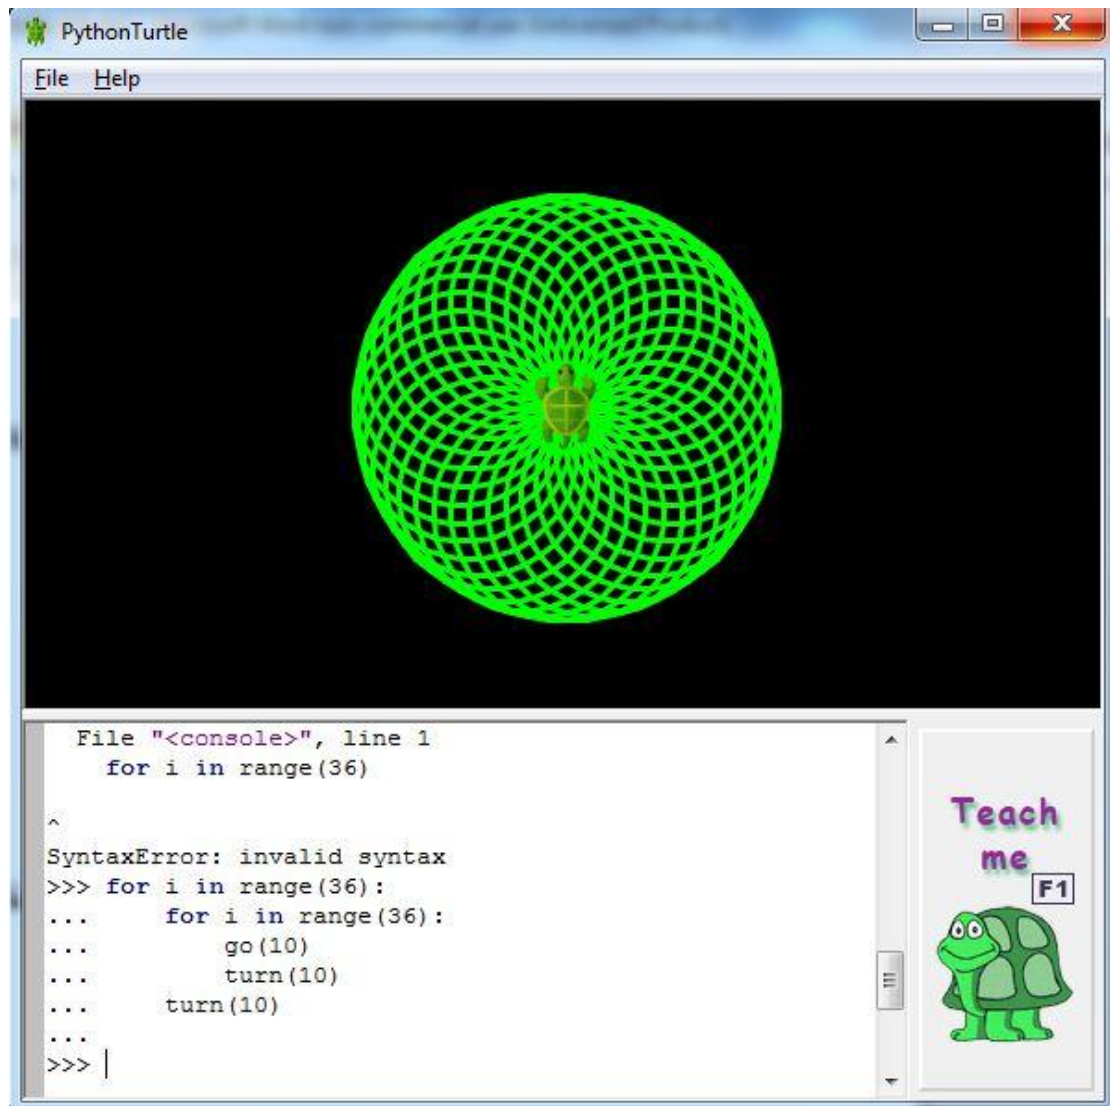 PythonTurtle
File Help
File "<console>", line 1
for i in range(36)
^
SyntaxError: invalid syntax
>>> for i in range(36):
... for i in range(36):
... go(10)
... turn(10)
... turn(10)
...
>>>
Teach
me
F1